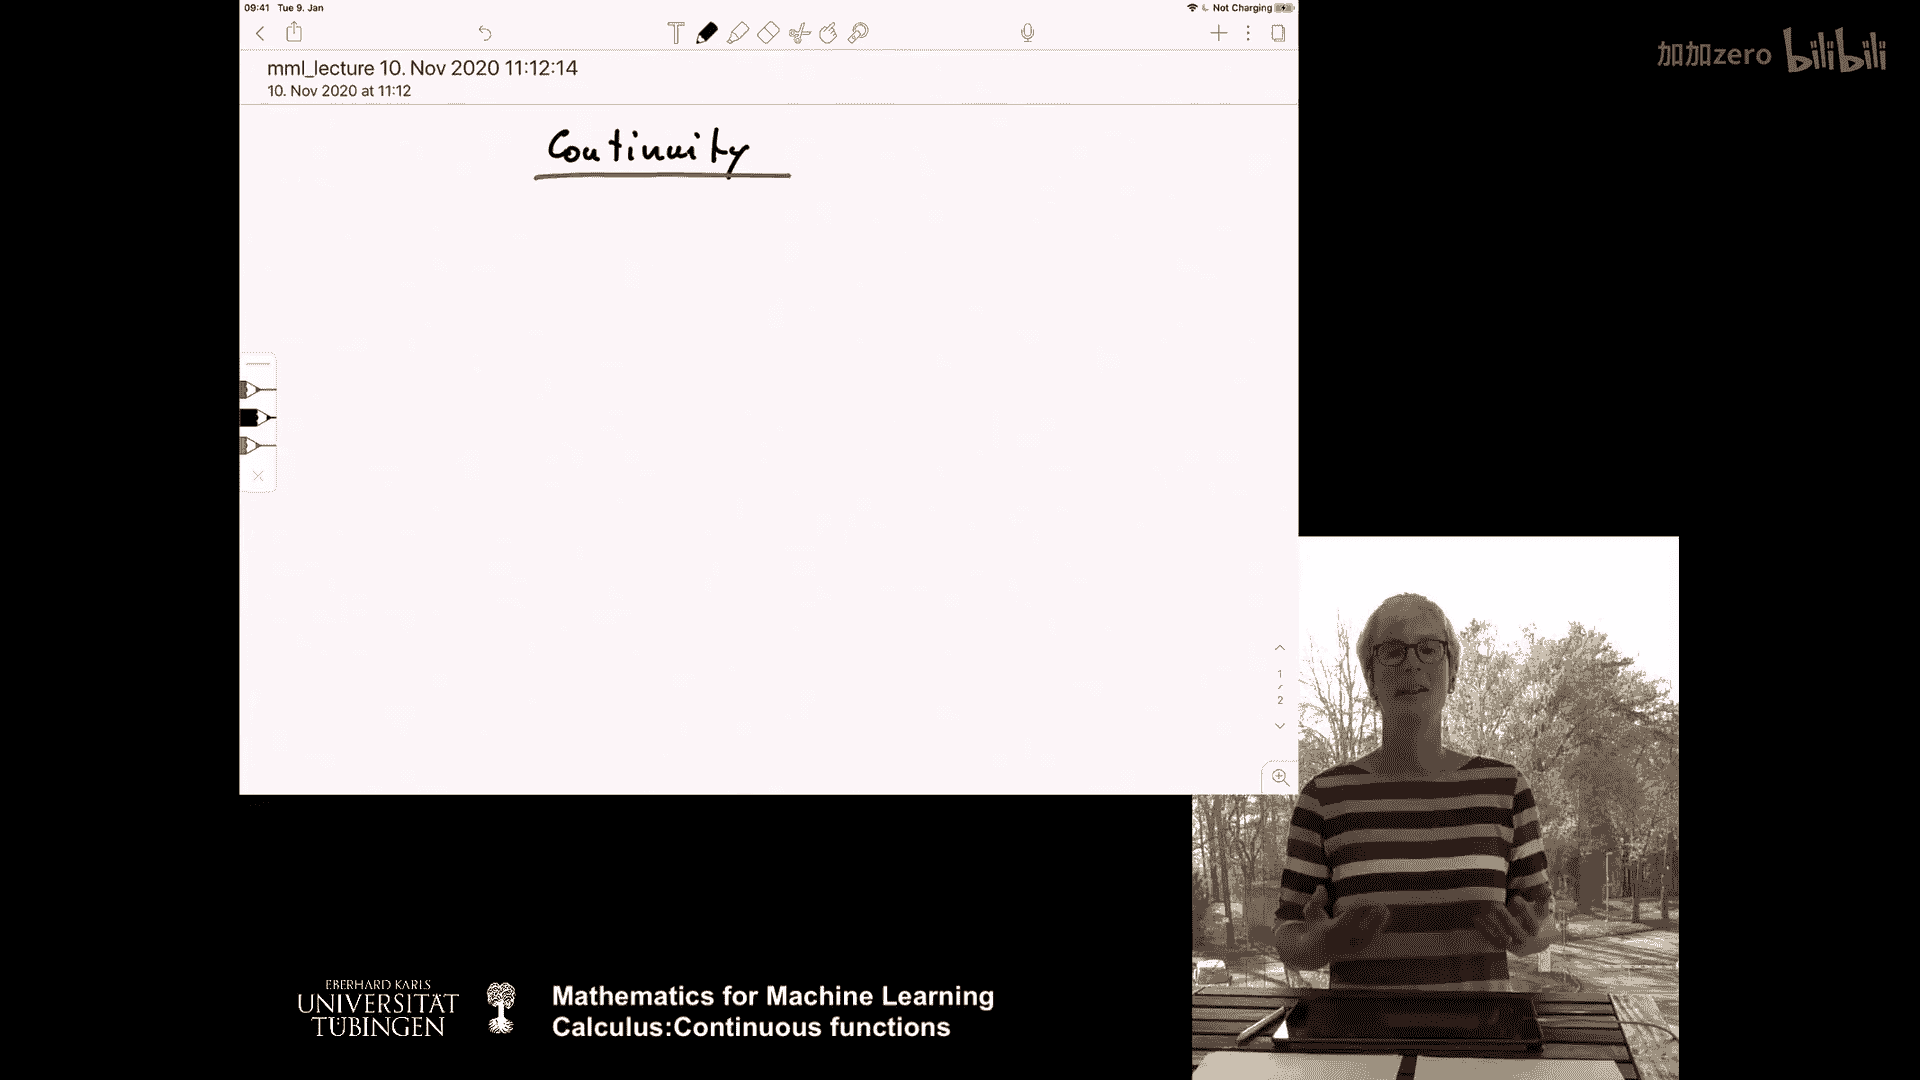 09:41 Tue 9. Jan
Not Charging
mml_lecture 10. Nov 2020 11:12:14
10. Nov 2020 at 11:12
Continuity
1
/
2
加加zero bilibili
EBERHARD KARLS
UNIVERSITÄT
TÜBINGEN
Mathematics for Machine Learning
Calculus:Continuous functions